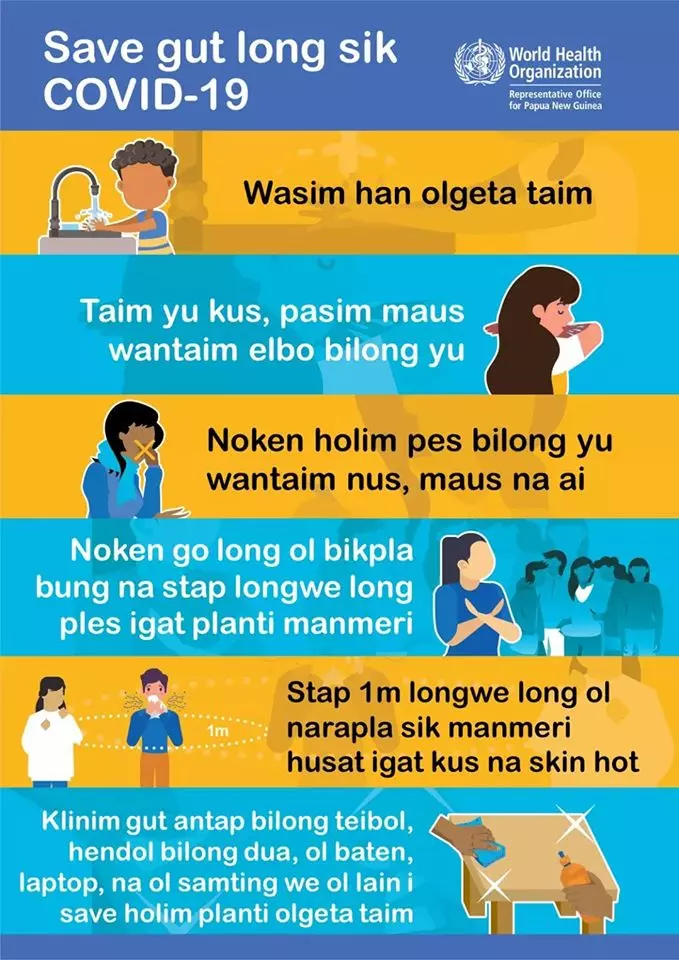 Save gut long sik
COVID-19
World Health
Organization
Representative Office
for Papua New Guinea
Wasim han olgeta taim
Taim yu kus, pasim maus
wantaim elbo bilong yu
Noken holim pes bilong yu
wantaim nus, maus na ai
Noken go long ol bikpla
bung na stap longwe long
ples igat planti manmeri
1m
Stap 1m longwe long ol
narapla sik manmeri
husat igat kus na skin hot
Klinim gut antap bilong teibol,
hendol bilong dua, ol baten,
laptop, na ol samting we ol lain i
save holim planti olgeta taim